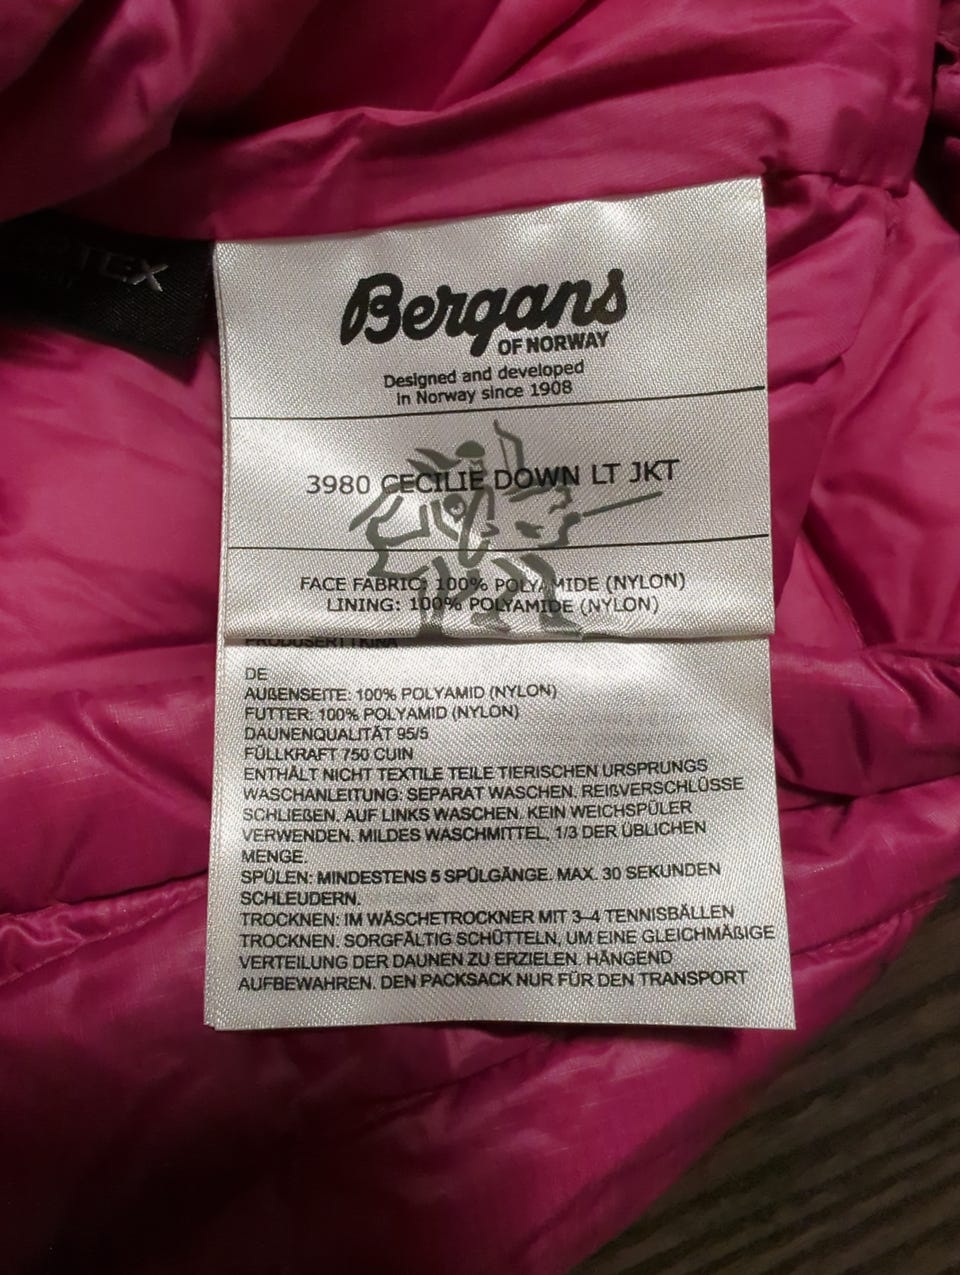 TEX
Bergans
OF NORWAY
Designed and developed
in Norway since 1908
3980 CECILIE DOWN LT JKT
FACE FABRIC: 100% POLYAMIDE (NYLON)
LINING: 100% POLYAMIDE (NYLON)
PRODUSERT I KINA
DE
AUßENSEITE: 100% POLYAMID (NYLON)
FUTTER: 100% POLYAMID (NYLON)
DAUNENQUALITÄT 95/5
FÜLLKRAFT 750 CUIN
ENTHÄLT NICHT TEXTILE TEILE TIERISCHEN URSPRUNGS
WASCHANLEITUNG: SEPARAT WASCHEN. REIßVERSCHLÜSSE
SCHLIEßEN. AUF LINKS WASCHEN. KEIN WEICHSPÜLER
VERWENDEN. MILDES WASCHMITTEL, 1/3 DER ÜBLICHEN
MENGE.
SPÜLEN: MINDESTENS 5 SPÜLGÄNGE. MAX. 30 SEKUNDEN
SCHLEUDERN.
TROCKNEN: IM WÄSCHETROCKNER MIT 3–4 TENNISBÄLLEN
TROCKNEN. SORGFÄLTIG SCHÜTTELN, UM EINE GLEICHMÄßIGE
VERTEILUNG DER DAUNEN ZU ERZIELEN. HÄNGEND
AUFBEWAHREN. DEN PACKSACK NUR FÜR DEN TRANSPORT